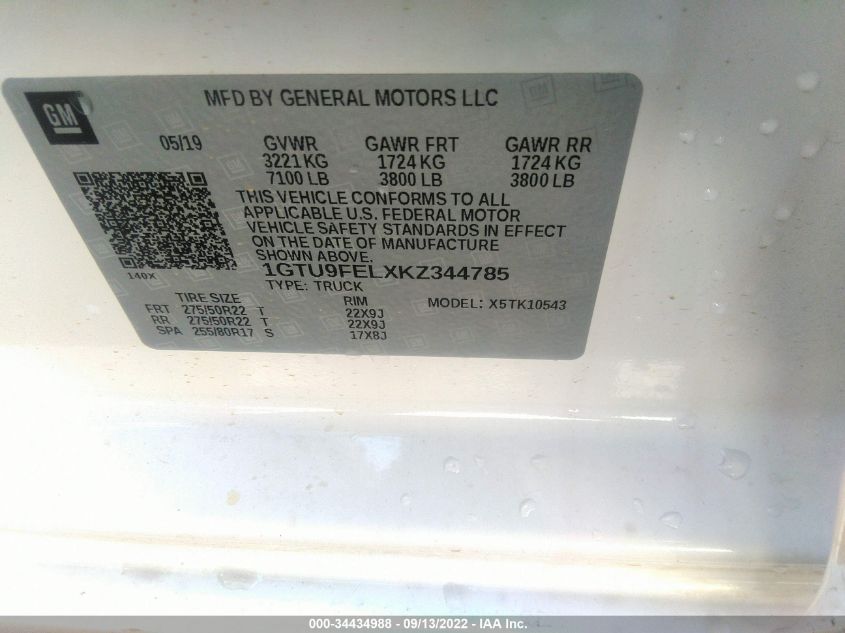 GM
MFD BY GENERAL MOTORS LLC
05/19 GVWR GAWR FRT GAWR RR
3221 KG 1724 KG 1724 KG
7100 LB 3800 LB 3800 LB
THIS VEHICLE CONFORMS TO ALL
APPLICABLE U.S. FEDERAL MOTOR
VEHICLE SAFETY STANDARDS IN EFFECT
ON THE DATE OF MANUFACTURE
SHOWN ABOVE.
140X
1GTU9FELXKZ344785
TYPE: TRUCK
MODEL: X5TK10543
TIRE SIZE RIM
FRT 275/50R22 T 22X9J
RR 275/50R22 T 22X9J
SPA 255/80R17 S 17X8J
000-34434988 - 09/13/2022 - IAA Inc.